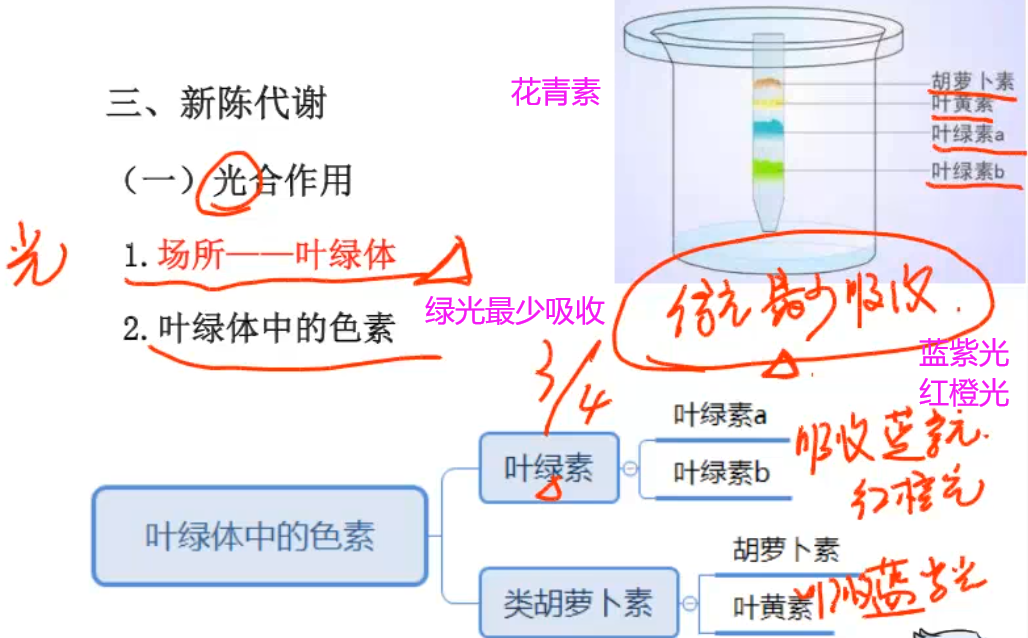 花青素
胡萝卜素
叶黄素
叶绿素a
叶绿素b
三、新陈代谢
（一）光合作用
光
1.场所——叶绿体
2.叶绿体中的色素
绿光最少吸收
绿光最少吸收.
蓝紫光
红橙光
3/4
叶绿素
叶绿素a
叶绿素b
吸收蓝紫光.
红橙光
叶绿体中的色素
类胡萝卜素
胡萝卜素
叶黄素
吸收蓝紫光